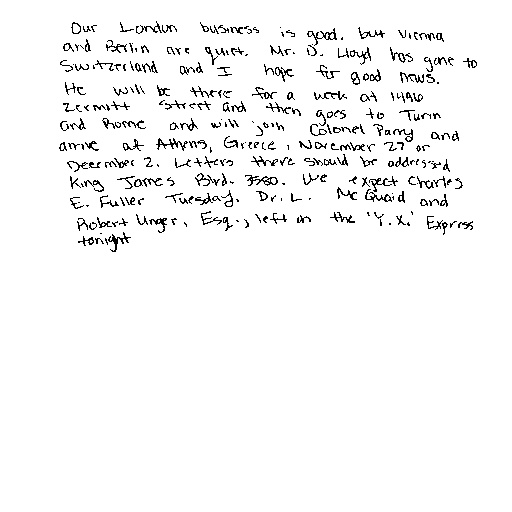 Our London business is good, but Vienna
and Berlin are quiet. Mr. D. Lloyd has gone to
Switzerland and I hope for good news.
He will be there for a week at 1496
Zermott Street and then goes to Turin
and Rome and will join Colonel Parry and
arrive at Athens, Greece, November 27 or
December 2. Letters there should be addressed
King James Blvd. 3580. We expect Charles
E. Fuller Tuesday. Dr. L. McQuaid and
Robert Unger, Esq., left on the 'Y.X.' Express
tonight